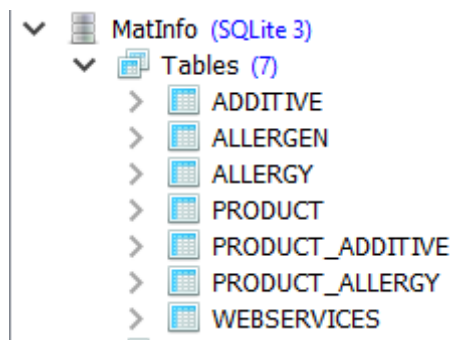 MatInfo (SQLite 3)
Tables (7)
ADDITIVE
ALLERGEN
ALLERGY
PRODUCT
PRODUCT_ADDITIVE
PRODUCT_ALLERGY
WEBSERVICES